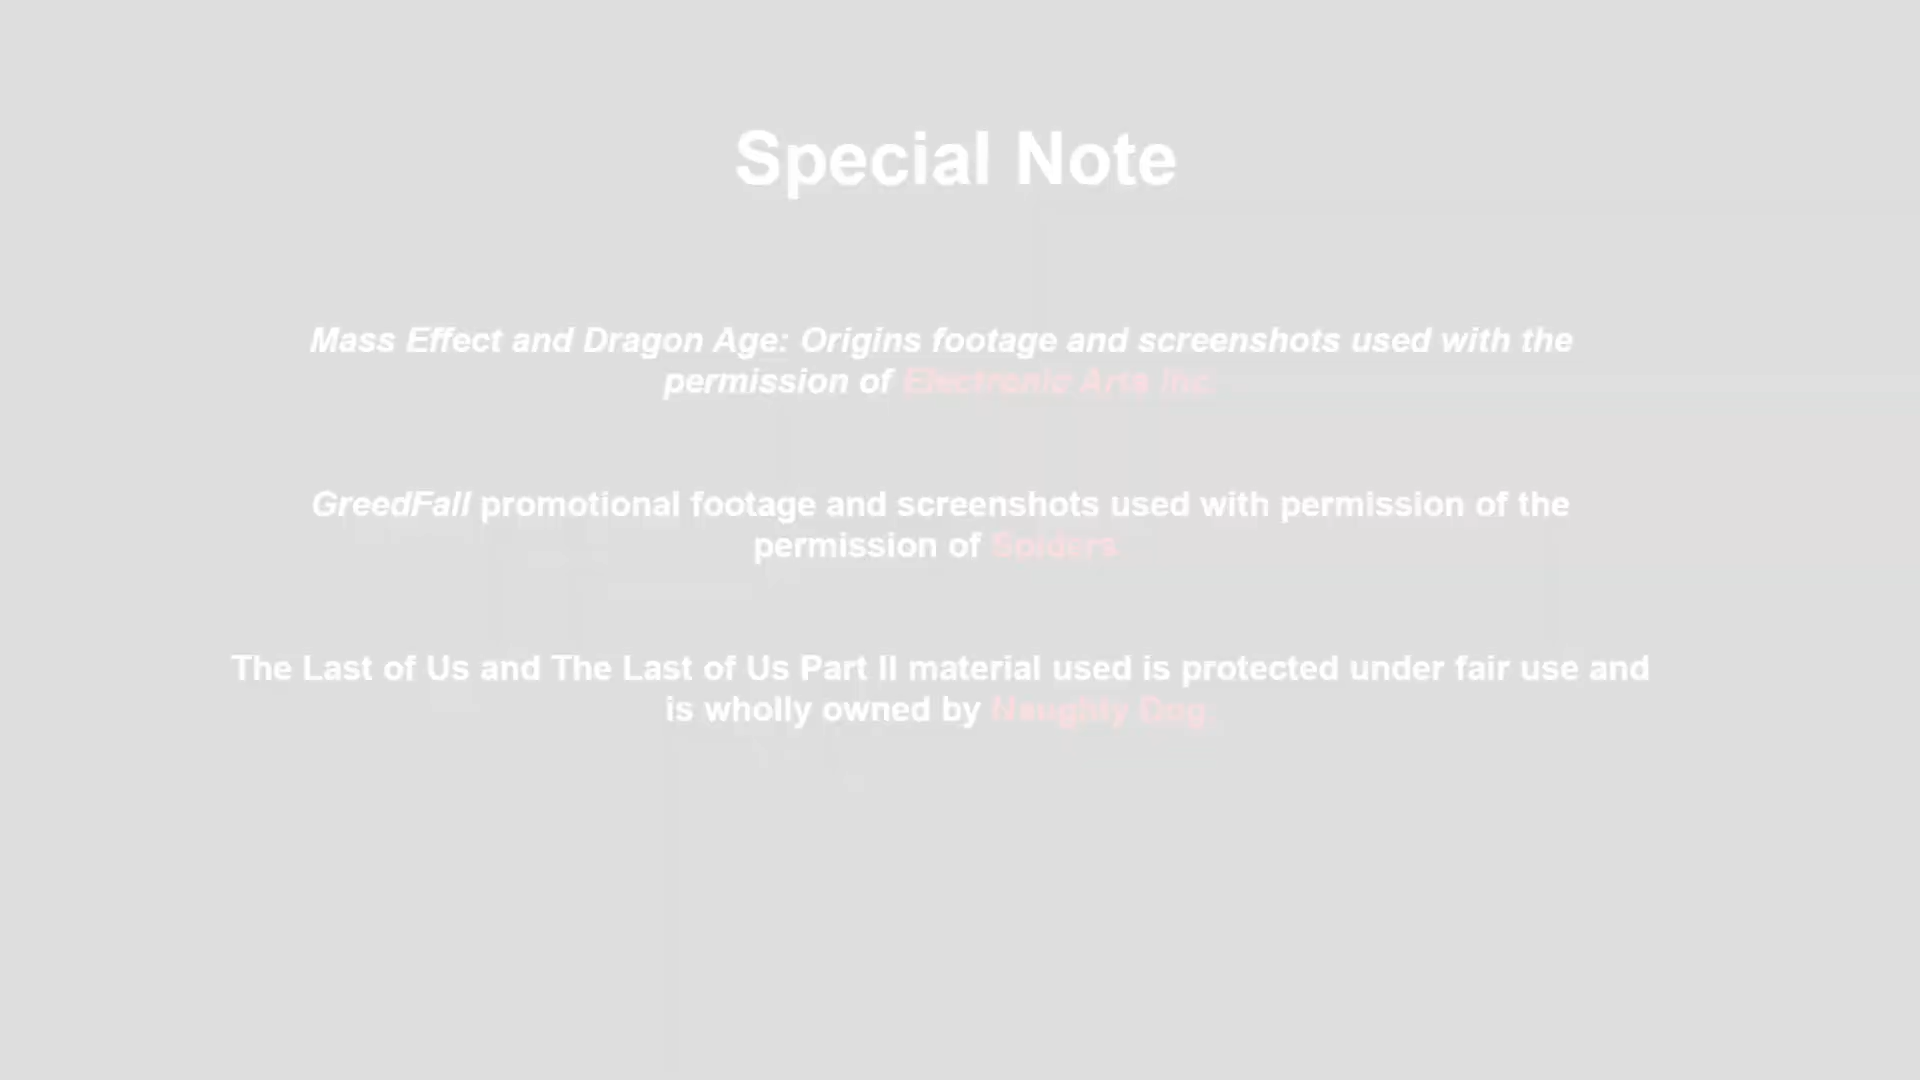 Special Note
Mass Effect and Dragon Age: Origins footage and screenshots used with the
permission of Electronic Arts Inc.
GreedFall promotional footage and screenshots used with permission of the
permission of Spiders
The Last of Us and The Last of Us Part II material used is protected under fair use and
is wholly owned by Naughty Dog.